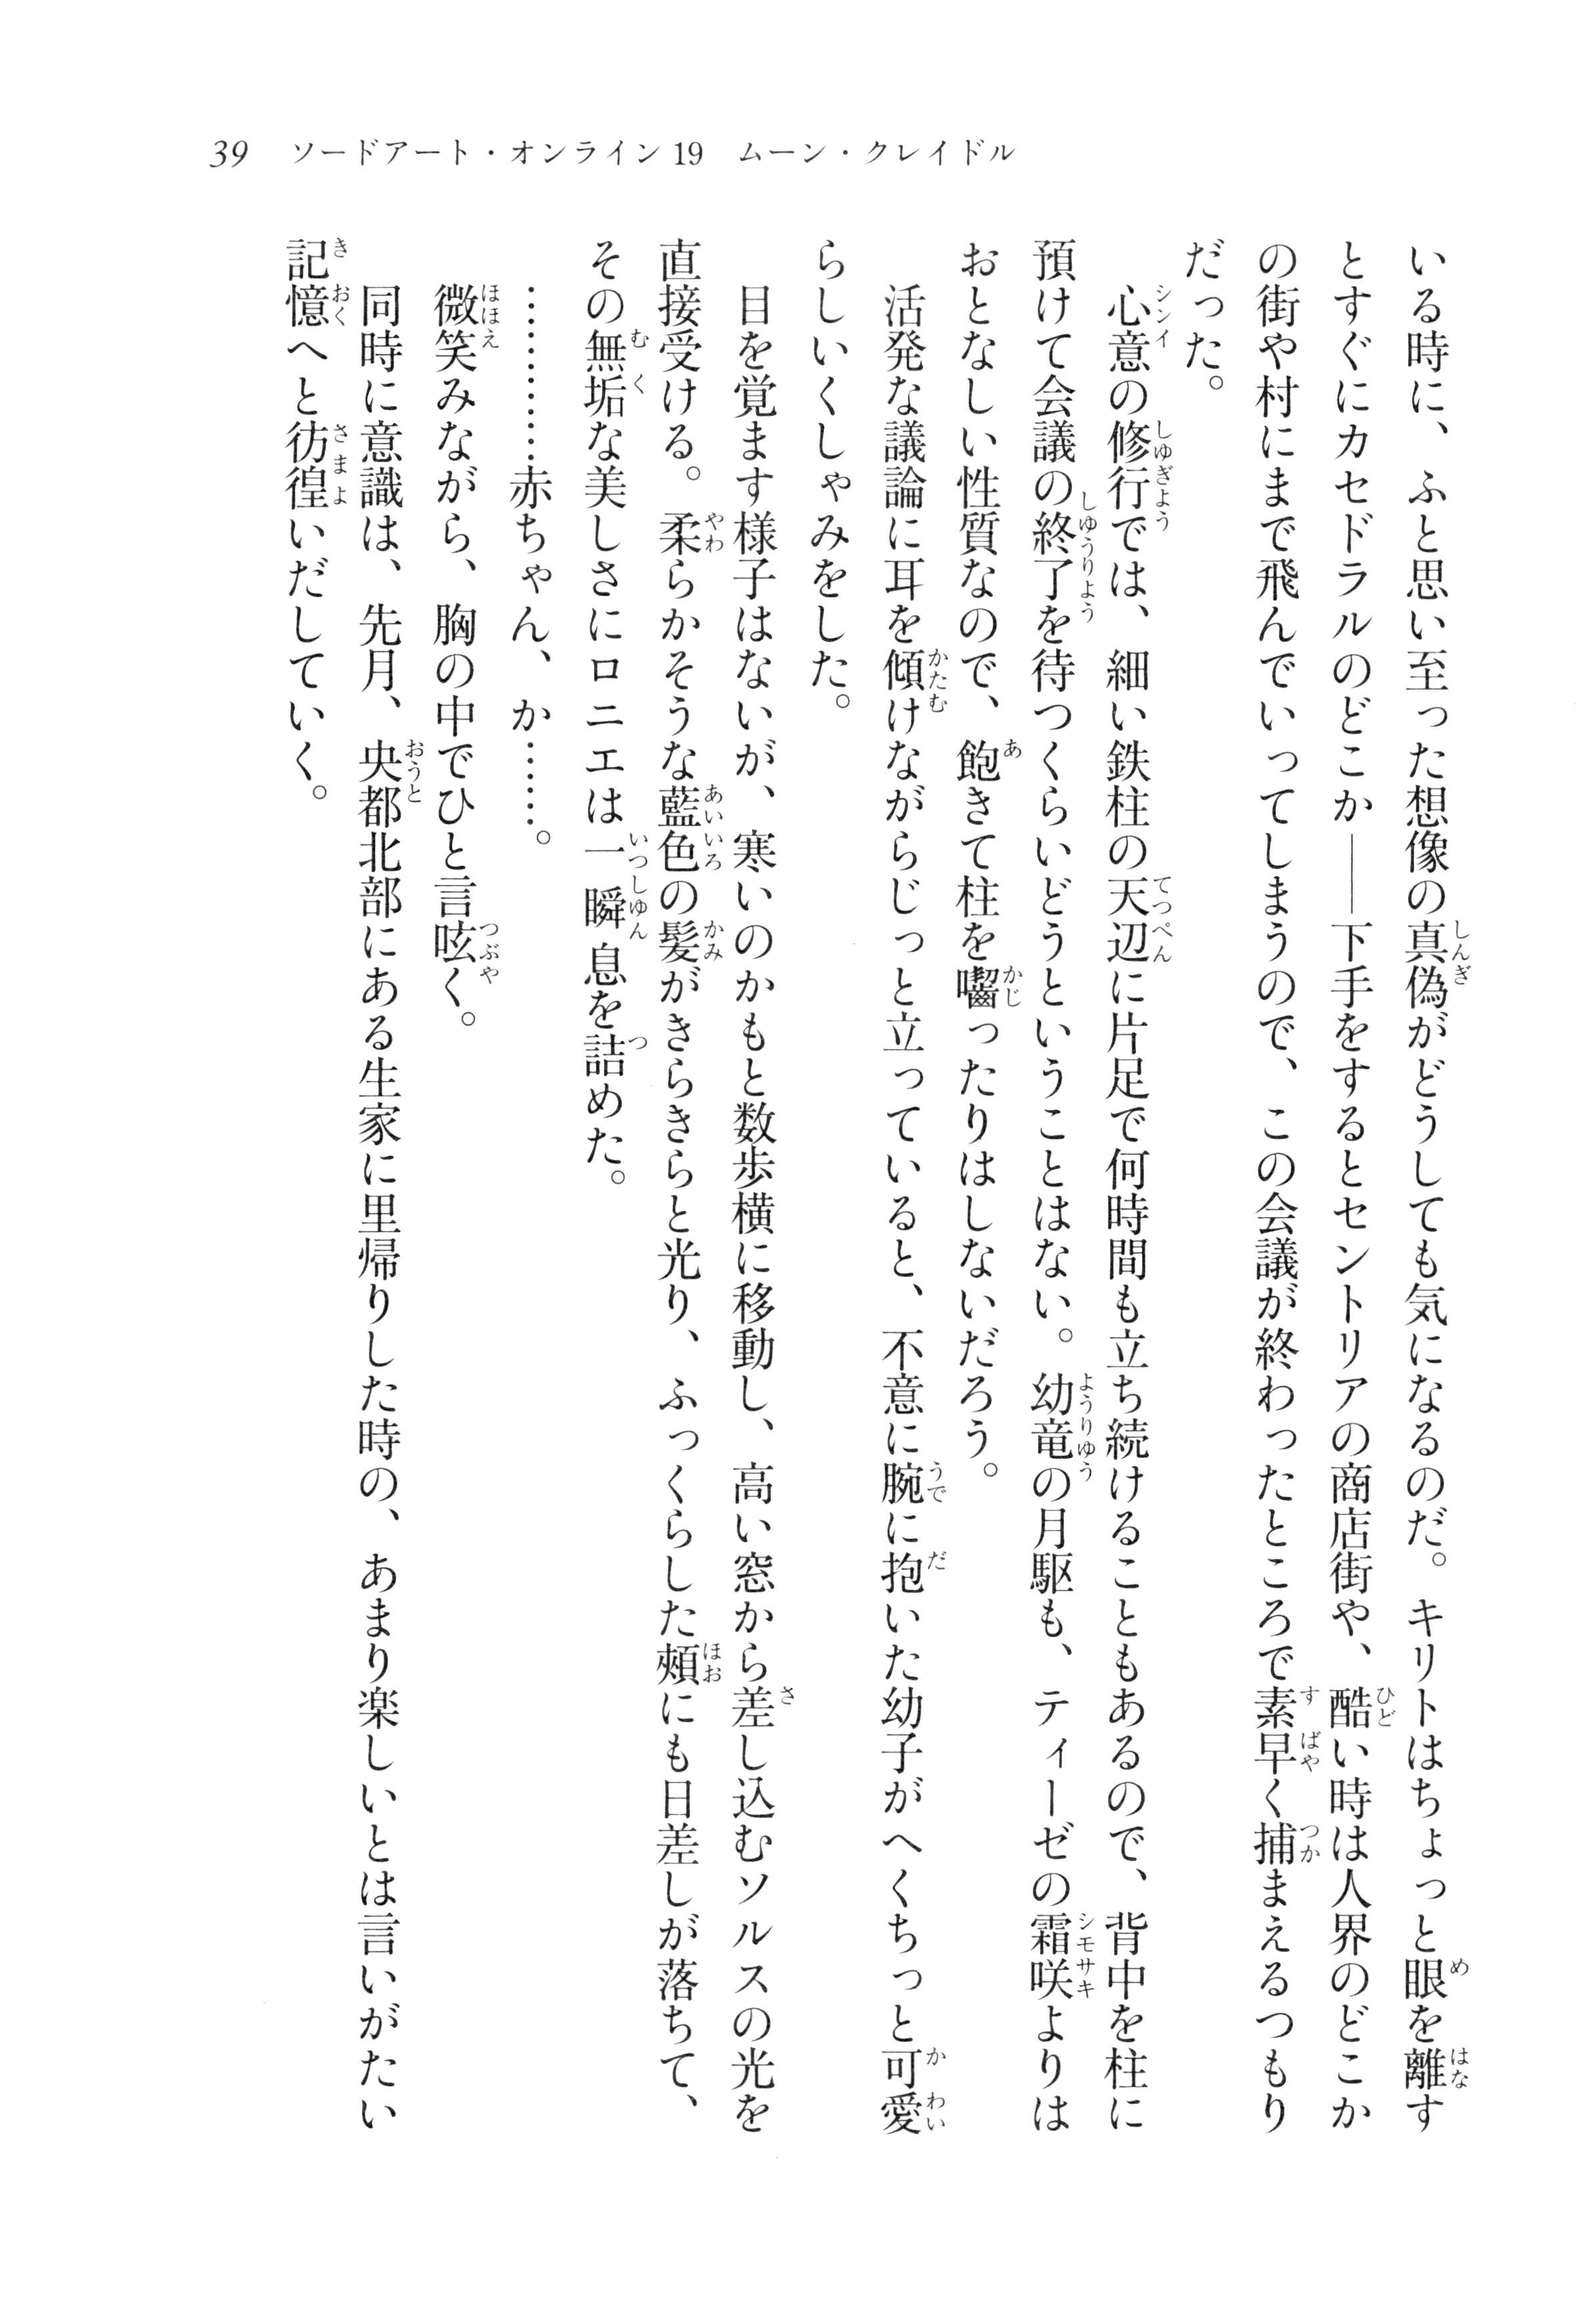 39　ソードアート・オンライン19　ムーン・クレイドル
いる時に、ふと思い至った想像の真偽がどうしても気になるのだ。キリトはちょっと眼を離す
とすぐにカセドラルのどこか――下手をするとセントリアの商店街や、酷い時は人界のどこか
の街や村にまで飛んでいってしまうので、この会議が終わったところで素早く捕まえるつもり
だった。
　心意の修行では、細い鉄柱の天辺に片足で何時間も立ち続けることもあるので、背中を柱に
預けて会議の終了を待つくらいどうということはない。幼竜の月駆も、ティーゼの霜咲よりは
おとなしい性質なので、飽きて柱を囓ったりはしないだろう。
　活発な議論に耳を傾けながらじっと立っていると、不意に腕に抱いた幼子がへくちっと可愛
らしいくしゃみをした。
　目を覚ます様子はないが、寒いのかもと数歩横に移動し、高い窓から差し込むソルスの光を
直接受ける。柔らかそうな藍色の髪がきらきらと光り、ふっくらした頰にも日差しが落ちて、
その無垢な美しさにロニエは一瞬息を詰めた。
　…………赤ちゃん、か……。
　微笑みながら、胸の中でひと言呟く。
　同時に意識は、先月、央都北部にある生家に里帰りした時の、あまり楽しいとは言いがたい
記憶へと彷徨いだしていく。